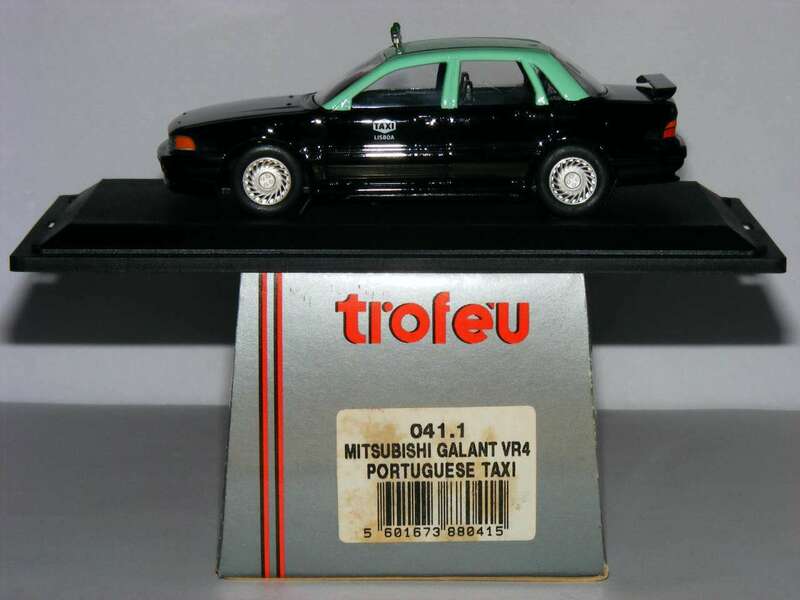 TAXI
LISBOA
trofeu
041.1
MITSUBISHI GALANT VR4
PORTUGUESE TAXI
5 601673 880415